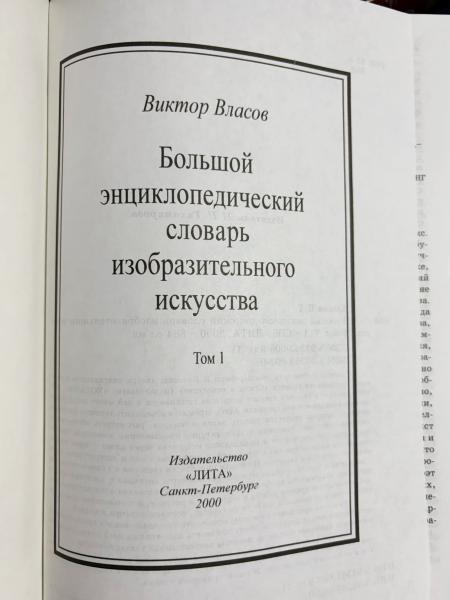 Виктор Власов
Большой
энциклопедический
словарь
изобразительного
искусства
Том 1
Издательство
«ЛИТА»
Санкт-Петербург
2000